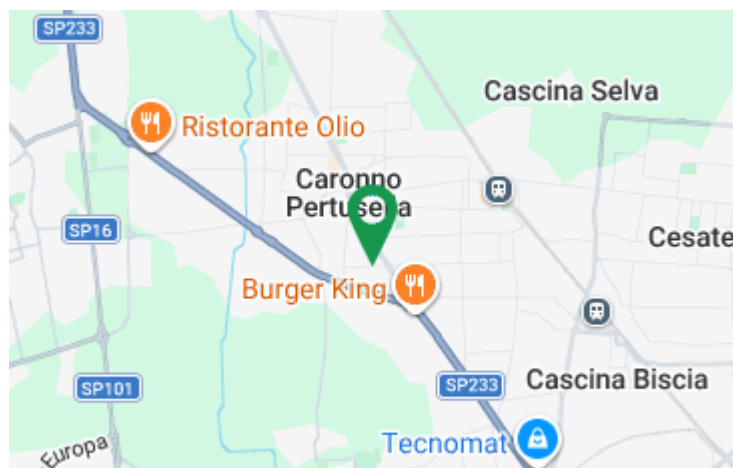 SP233
Cascina Selva
Ristorante Olio
Caronno
Pertusella
SP16
Cesate
Burger King
SP101
SP233
Cascina Biscia
Europa
Tecnomat